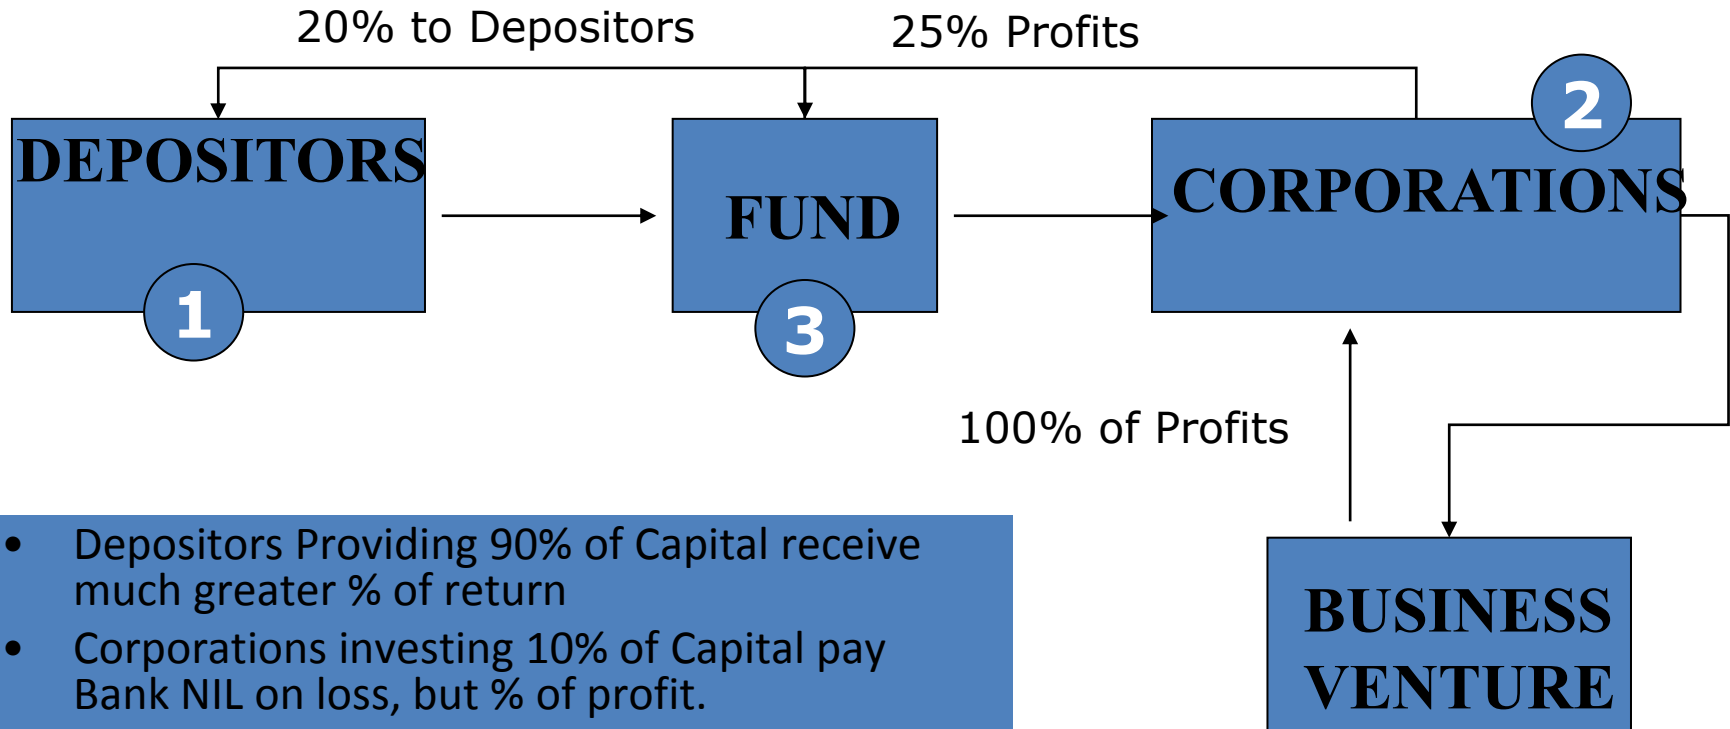 20% to Depositors
25% Profits
2
DEPOSITORS
FUND
CORPORATIONS
1
3
100% of Profits
• Depositors Providing 90% of Capital receive
much greater % of return
• Corporations investing 10% of Capital pay
Bank NIL on loss, but % of profit.
BUSINESS
VENTURE